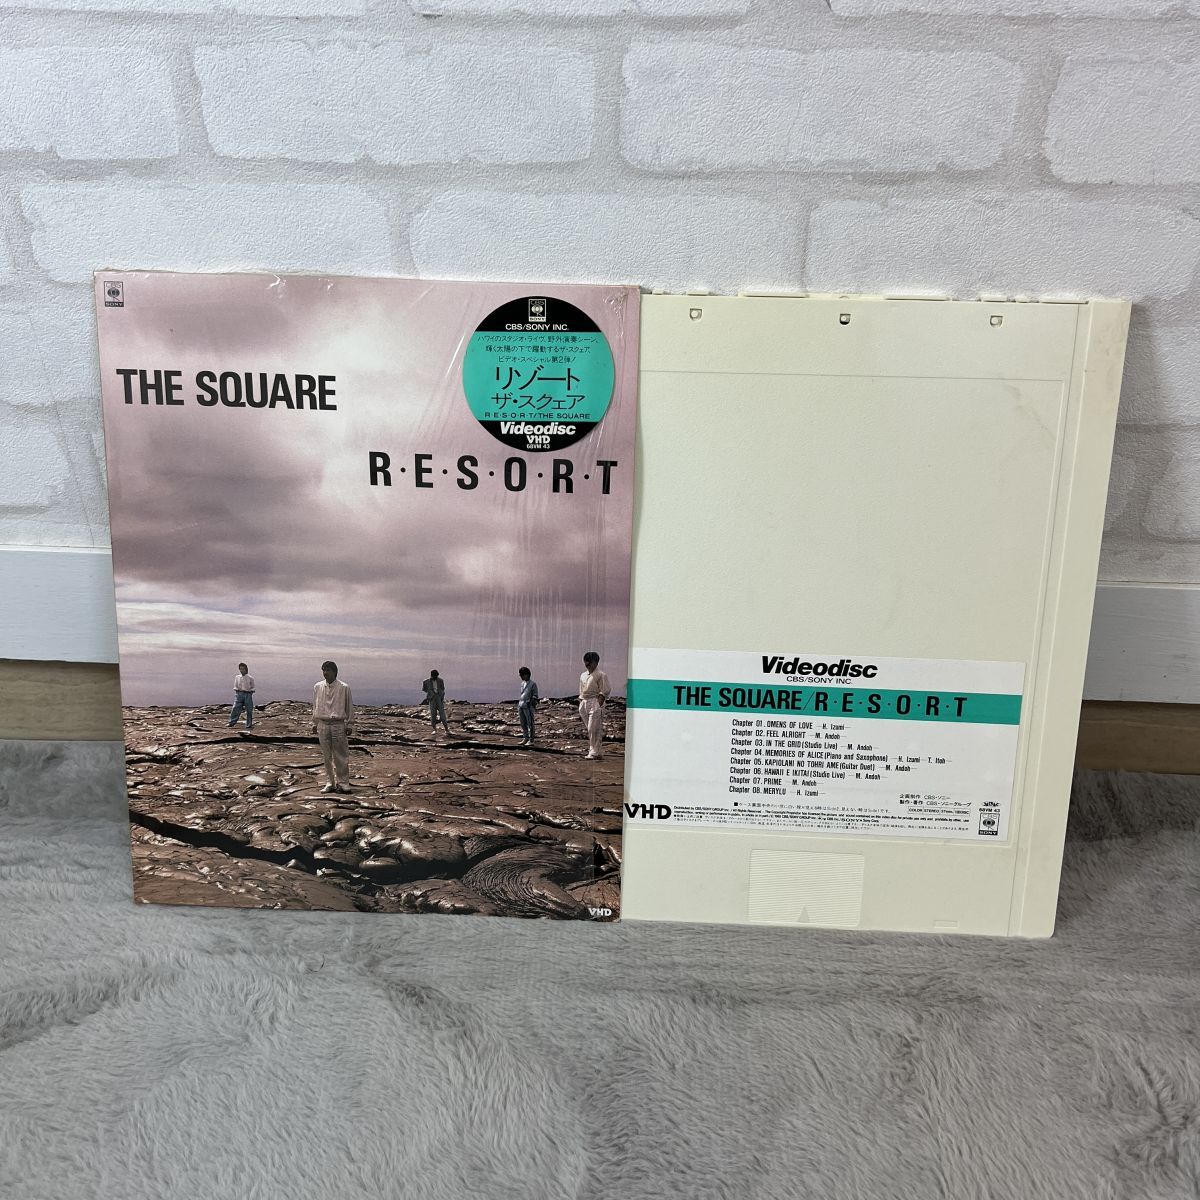 CBS
SONY
THE SQUARE
R·E·S·O·R·T
CBS
SONY
CBS/SONY INC.
ハワイのスタジオ・ライヴ、野外演奏シーン、
輝く太陽の下で躍動するザ・スクェア、
ビデオ・スペシャル第2弾!
リゾート
ザ・スクェア
R·E·S·O·R·T/THE SQUARE
Videodisc
VHD
68VM 43
VHD
Videodisc
CBS/SONY INC.
THE SQUARE/R·E·S·O·R·T
Chapter 01. OMENS OF LOVE —H. Izumi—
Chapter 02. FEEL ALRIGHT —M. Andoh—
Chapter 03. IN THE GRID(Studio Live) —M. Andoh—
Chapter 04. MEMORIES OF ALICE(Piano and Saxophone) —H. Izumi—T. Itoh—
Chapter 05. KAPIOLANI NO TOHRI AME(Guitar Duet) —M. Andoh—
Chapter 06. HAWAII E IKITAI(Studio Live) —M. Andoh—
Chapter 07. PRIME —M. Andoh—
Chapter 08. MERYLU —H. Izumi—
企画制作 CBS・ソニー
製作・著作 CBS・ソニーグループ
VHD
68VM 43